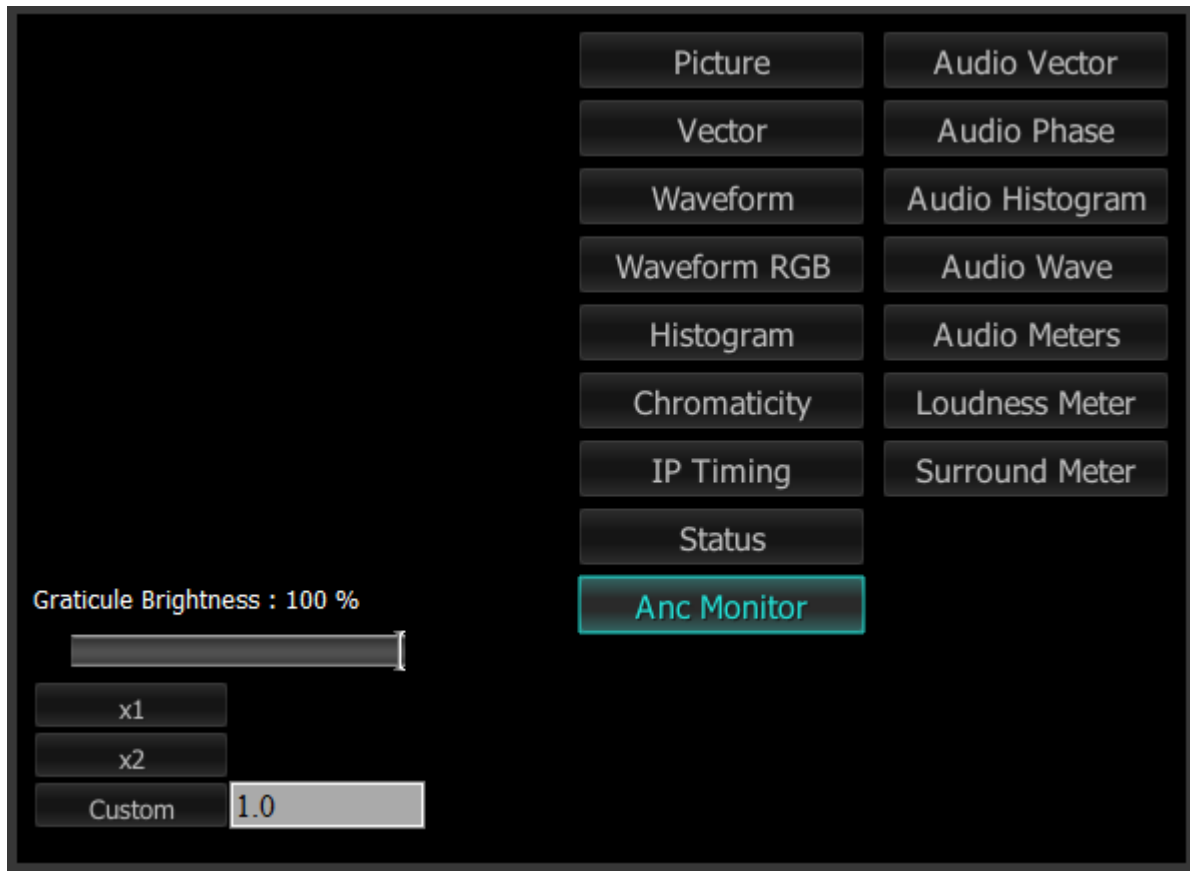 Picture
Audio Vector
Vector
Audio Phase
Waveform
Audio Histogram
Waveform RGB
Audio Wave
Histogram
Audio Meters
Chromaticity
Loudness Meter
IP Timing
Surround Meter
Status
Anc Monitor
Graticule Brightness : 100 %
x1
x2
Custom
1.0